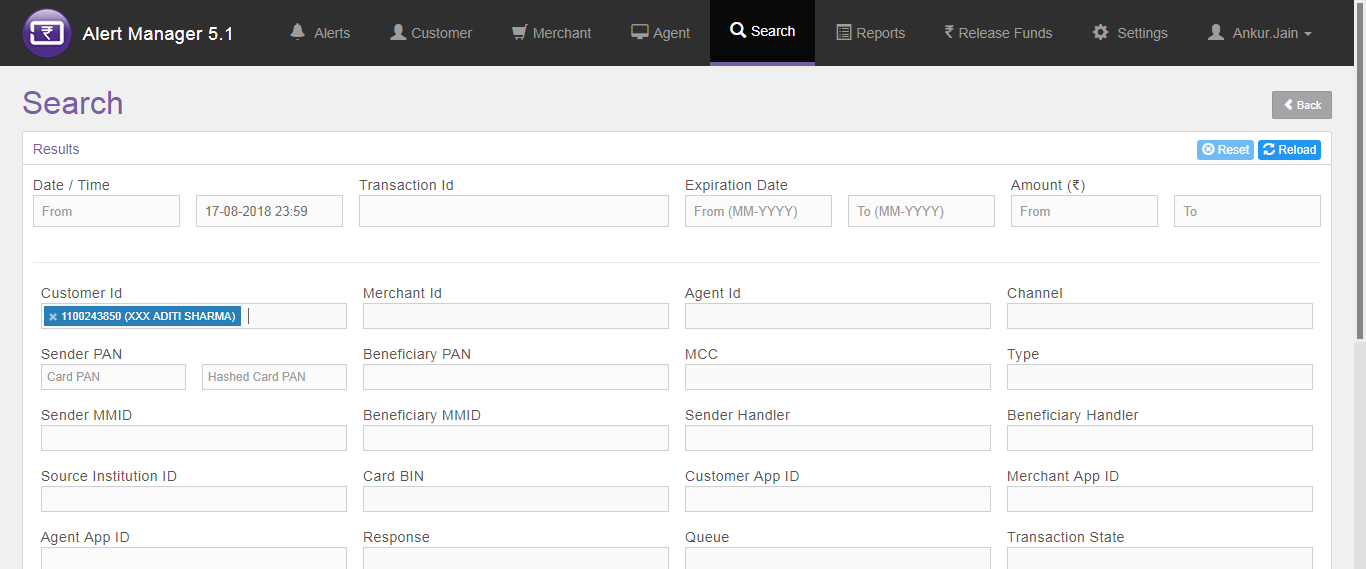 ₹ Alert Manager 5.1 Alerts Customer Merchant Agent Search Reports ₹ Release Funds Settings Ankur.Jain
Search Back
Results Reset Reload
Date / Time Transaction Id Expiration Date Amount (₹)
From 17-08-2018 23:59 From (MM-YYYY) To (MM-YYYY) From To
Customer Id Merchant Id Agent Id Channel
× 1100243850 (XXX ADITI SHARMA)
Sender PAN Beneficiary PAN MCC Type
Card PAN Hashed Card PAN
Sender MMID Beneficiary MMID Sender Handler Beneficiary Handler
Source Institution ID Card BIN Customer App ID Merchant App ID
Agent App ID Response Queue Transaction State